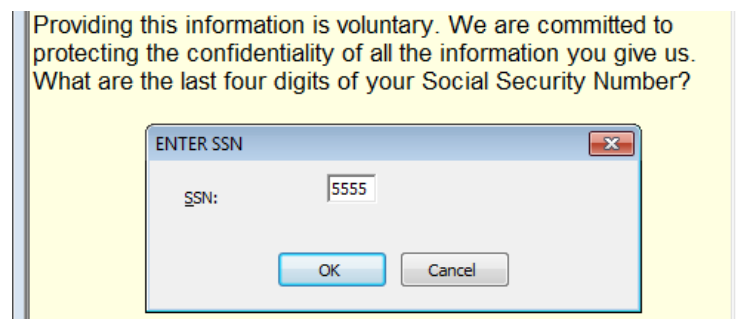 Providing this information is voluntary. We are committed to
protecting the confidentiality of all the information you give us.
What are the last four digits of your Social Security Number?
ENTER SSN
SSN: 5555
OK Cancel